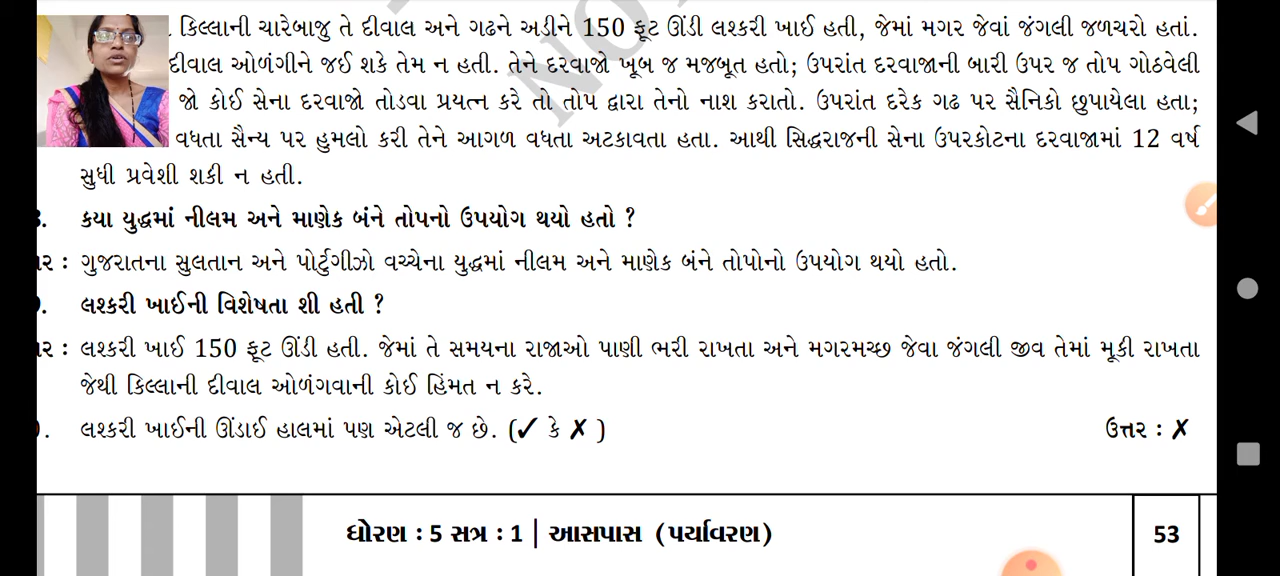 કિલ્લાની ચારેબાજુ તે દીવાલ અને ગઢને અડીને 150 ફૂટ ઊંડી લશ્કરી ખાઈ હતી, જેમાં મગર જેવાં જંગલી જળચરો હતાં.
દીવાલ ઓળંગીને જઈ શકે તેમ ન હતી. તેને દરવાજો ખૂબ જ મજબૂત હતો; ઉપરાંત દરવાજાની બારી ઉપર જ તોપ ગોઠવેલી
જો કોઈ સેના દરવાજો તોડવા પ્રયત્ન કરે તો તોપ દ્વારા તેનો નાશ કરાતો. ઉપરાંત દરેક ગઢ પર સૈનિકો છુપાયેલા હતા;
વધતા સૈન્ય પર હુમલો કરી તેને આગળ વધતા અટકાવતા હતા. આથી સિદ્ધરાજની સેના ઉપરકોટના દરવાજામાં 12 વર્ષ
સુધી પ્રવેશી શકી ન હતી.
કયા યુદ્ધમાં નીલમ અને માણેક બંને તોપનો ઉપયોગ થયો હતો ?
ગુજરાતના સુલતાન અને પોર્ટુગીઝો વચ્ચેના યુદ્ધમાં નીલમ અને માણેક બંને તોપોનો ઉપયોગ થયો હતો.
લશ્કરી ખાઈની વિશેષતા શી હતી ?
લશ્કરી ખાઈ 150 ફૂટ ઊંડી હતી. જેમાં તે સમયના રાજાઓ પાણી ભરી રાખતા અને મગરમચ્છ જેવા જંગલી જીવ તેમાં મૂકી રાખતા
જેથી કિલ્લાની દીવાલ ઓળંગવાની કોઈ હિંમત ન કરે.
લશ્કરી ખાઈની ઊંડાઈ હાલમાં પણ એટલી જ છે. (✓ કે ✗ ) ઉત્તર : ✗
ધોરણ : 5 સત્ર : 1 | આસપાસ (પર્યાવરણ) 53